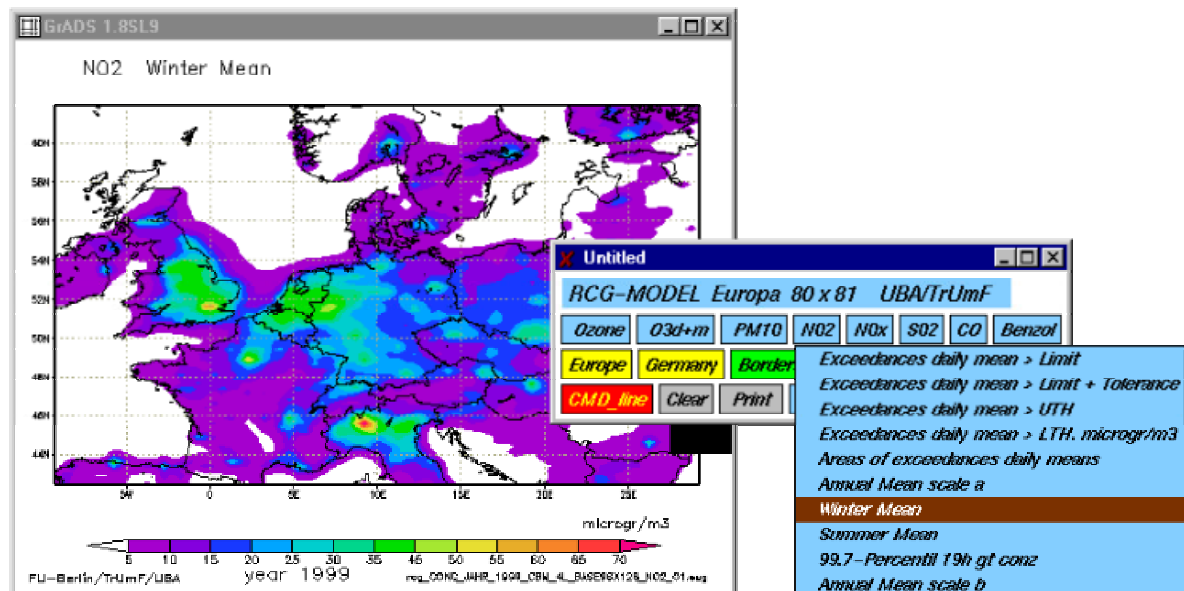 GrADS 1.8SL9
NO2 Winter Mean
60N
58N
56N
54N
52N
50N
48N
46N
44N
5W 0 5E 10E 15E 20E 25E
microgr/m3
5 10 15 20 25 30 35 45 50 55 60 65 70
FU-Berlin/TrUmF/UBA year 1999
Untitled
RCG-MODEL Europa 80 x 81 UBA/TrUmF
Ozone O3d+m PM10 NO2 NOx SO2 CO Benzol
Europe Germany Border
CMD_line Clear Print
Exceedances daily mean > Limit
Exceedances daily mean > Limit + Tolerance
Exceedances daily mean > UTH
Exceedances daily mean > LTH. microgr/m3
Areas of exceedances daily means
Annual Mean scale a
Winter Mean
Summer Mean
99.7-Percentil 19h gt conz
Annual Mean scale b